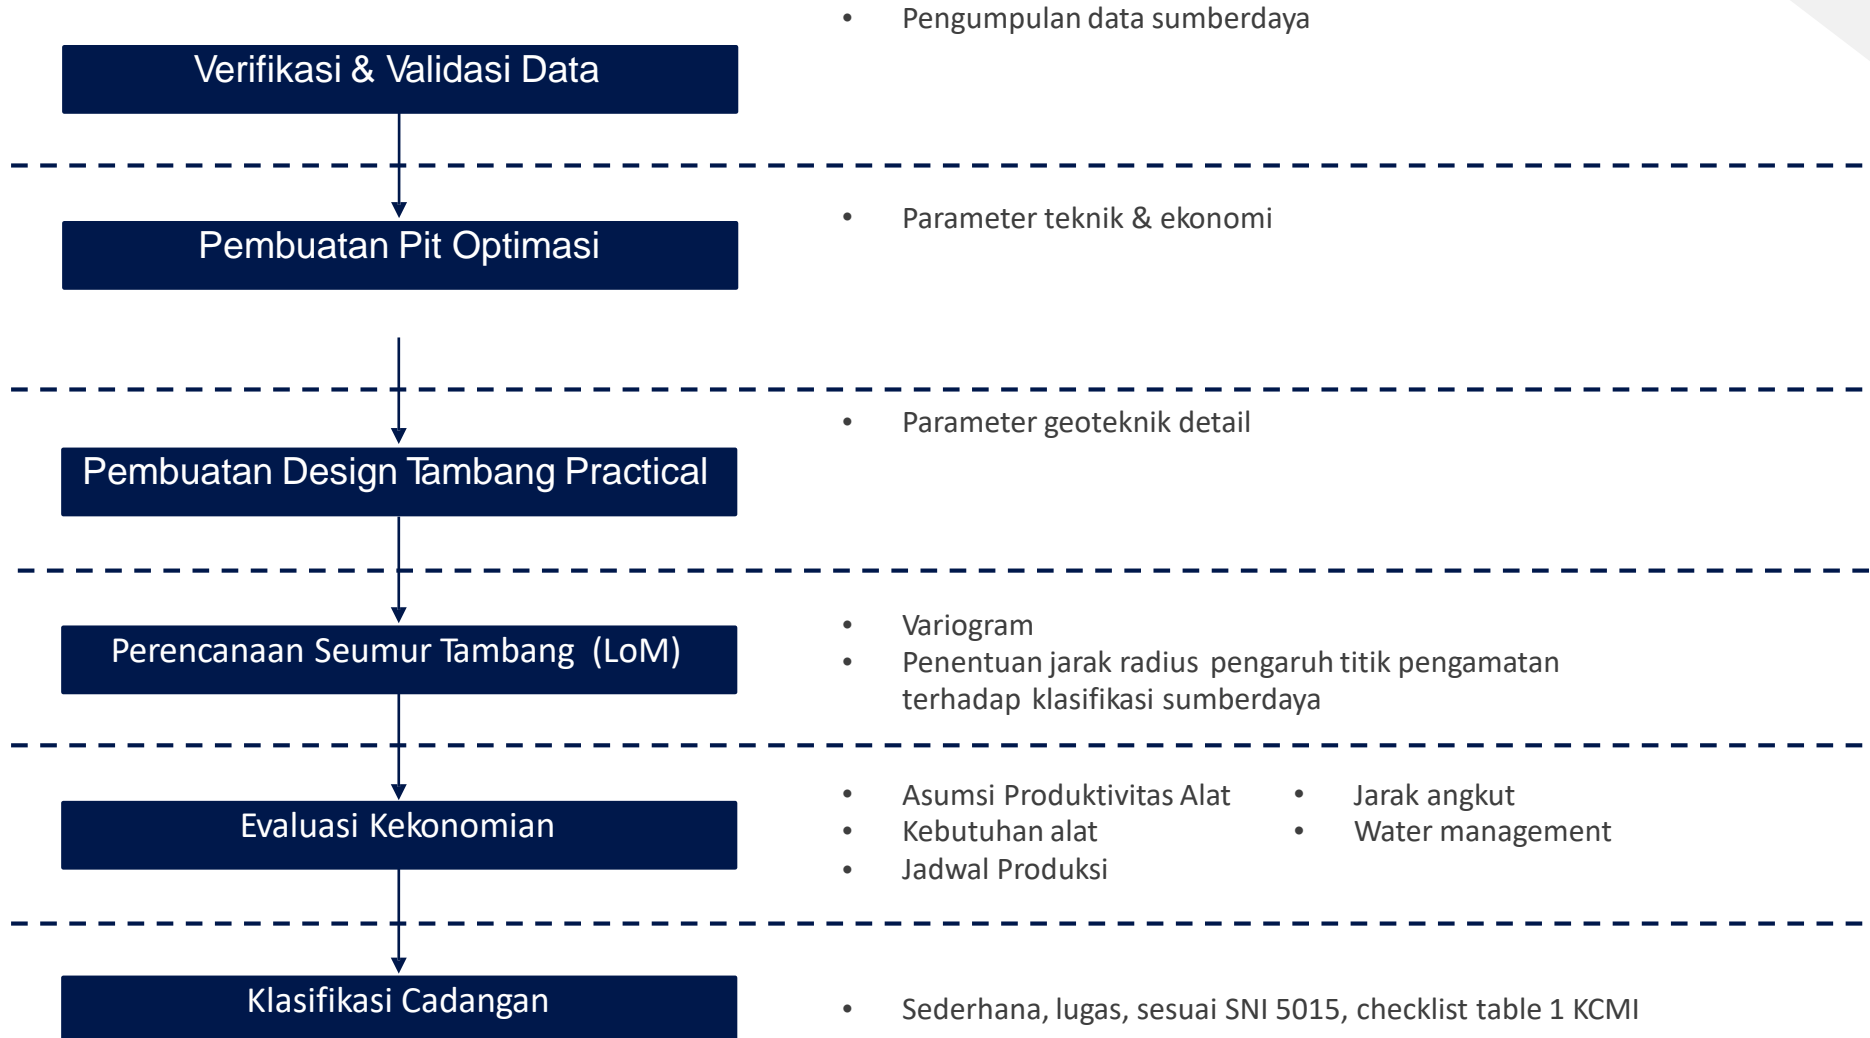 • Pengumpulan data sumberdaya
Verifikasi & Validasi Data
• Parameter teknik & ekonomi
Pembuatan Pit Optimasi
• Parameter geoteknik detail
Pembuatan Design Tambang Practical
• Variogram
Perencanaan Seumur Tambang (LoM)
• Penentuan jarak radius pengaruh titik pengamatan
terhadap klasifikasi sumberdaya
• Asumsi Produktivitas Alat • Jarak angkut
Evaluasi Kekonomian
• Kebutuhan alat • Water management
• Jadwal Produksi
Klasifikasi Cadangan
• Sederhana, lugas, sesuai SNI 5015, checklist table 1 KCMI